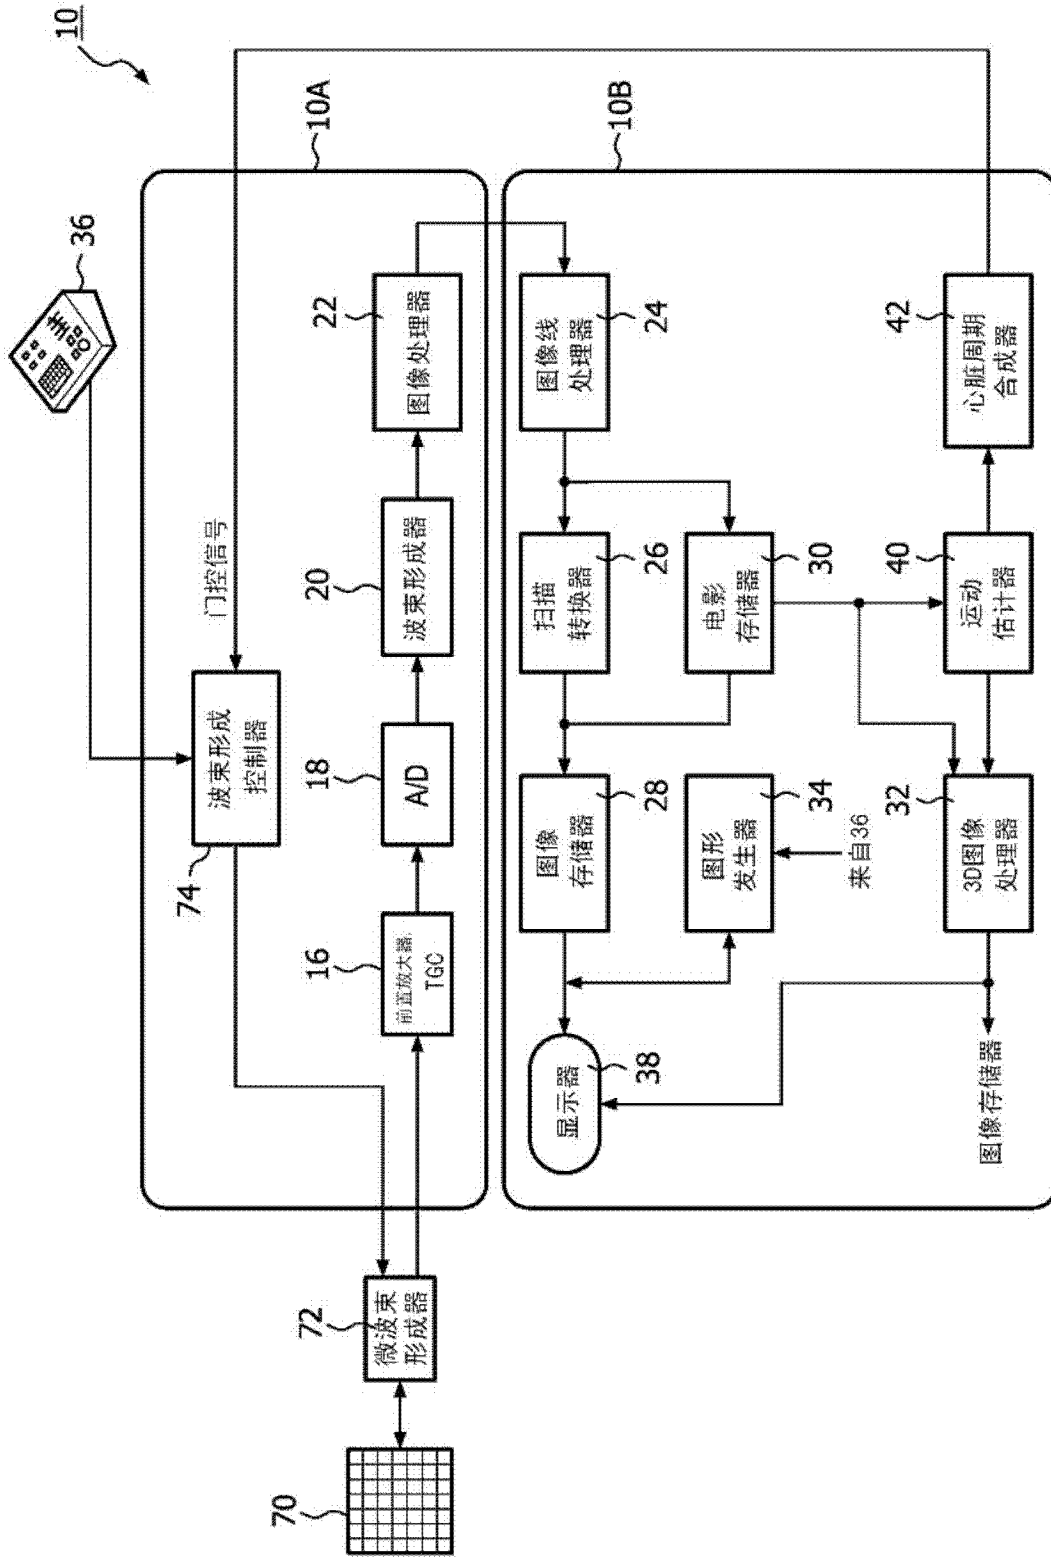 10
36
10A
门控信号
波束形成
控制器
74
22
图像处理器
20
波束形成器
18
A/D
16
前置放大器,
TGC
72
微波束
形成器
70
10B
图像线
处理器
24
扫描
转换器
26
图像
存储器
28
显示器
38
电影
存储器
30
图形
发生器
34
来自36
心脏周期
合成器
42
运动
估计器
40
3D图像
处理器
32
图像存储器